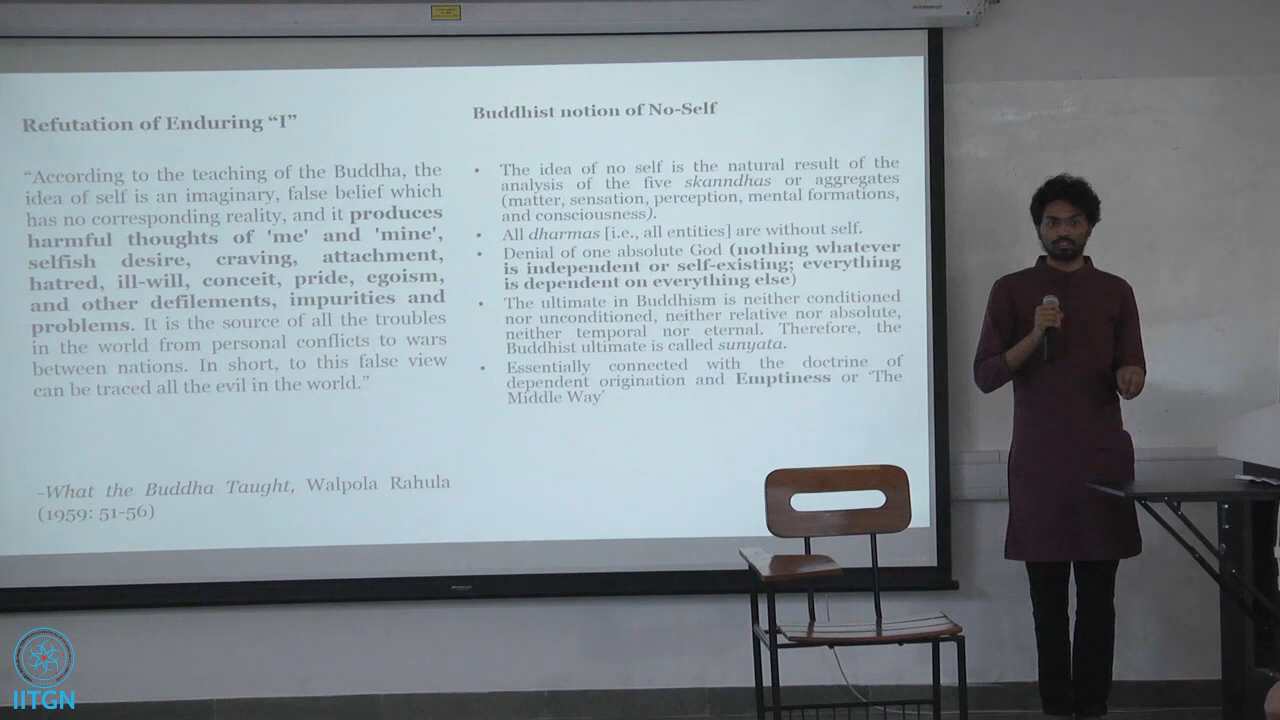 Refutation of Enduring “I”
“According to the teaching of the Buddha, the
idea of self is an imaginary, false belief which
has no corresponding reality, and it produces
harmful thoughts of 'me' and 'mine',
selfish desire, craving, attachment,
hatred, ill-will, conceit, pride, egoism,
and other defilements, impurities and
problems. It is the source of all the troubles
in the world from personal conflicts to wars
between nations. In short, to this false view
can be traced all the evil in the world.”
-What the Buddha Taught, Walpola Rahula
(1959: 51-56)
Buddhist notion of No-Self
• The idea of no self is the natural result of the
analysis of the five skanndhas or aggregates
(matter, sensation, perception, mental formations,
and consciousness).
• All dharmas [i.e., all entities] are without self.
• Denial of one absolute God (nothing whatever
is independent or self-existing; everything
is dependent on everything else)
• The ultimate in Buddhism is neither conditioned
nor unconditioned, neither relative nor absolute,
neither temporal nor eternal. Therefore, the
Buddhist ultimate is called sunyata.
• Essentially connected with the doctrine of
dependent origination and Emptiness or ‘The
Middle Way’
IITGN